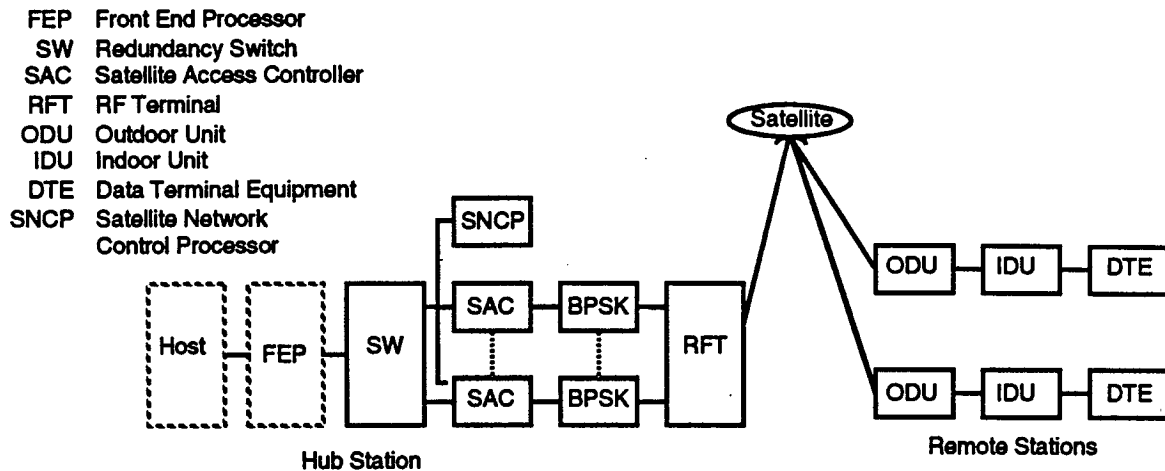 FEP Front End Processor
SW Redundancy Switch
SAC Satellite Access Controller
RFT RF Terminal
ODU Outdoor Unit
IDU Indoor Unit
DTE Data Terminal Equipment
SNCP Satellite Network
Control Processor
Satellite
SNCP
ODU IDU DTE
SAC BPSK
Host FEP SW RFT
SAC BPSK
ODU IDU DTE
Hub Station
Remote Stations